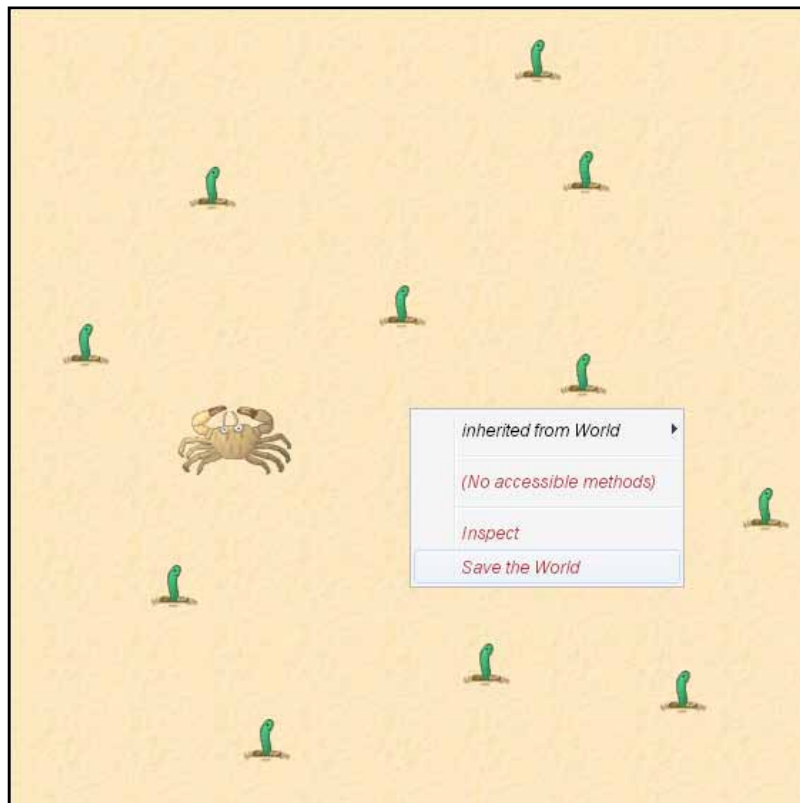 inherited from World
(No accessible methods)
Inspect
Save the World